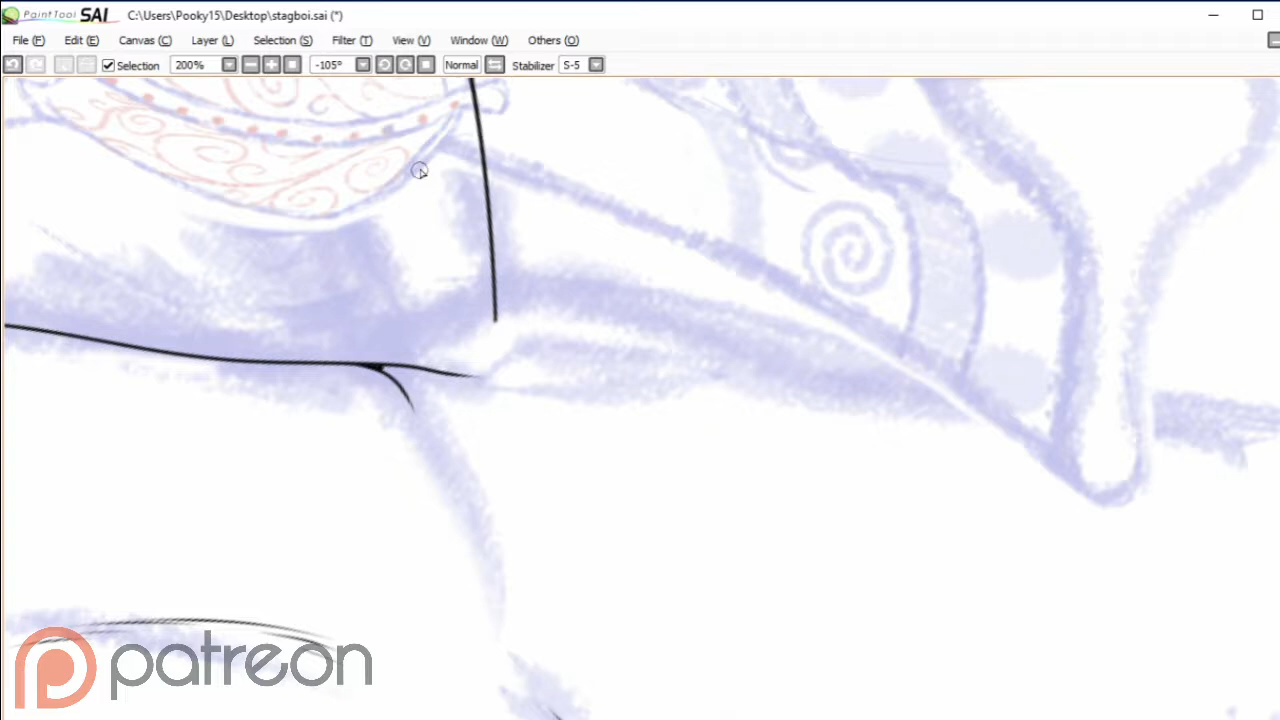 PaintTool SAI C:\Users\Pooky15\Desktop\stagboi.sai (*)
File (F) Edit (E) Canvas (C) Layer (L) Selection (S) Filter (T) View (V) Window (W) Others (O)
Selection 200% -105° Normal Stabilizer S-5
patreon